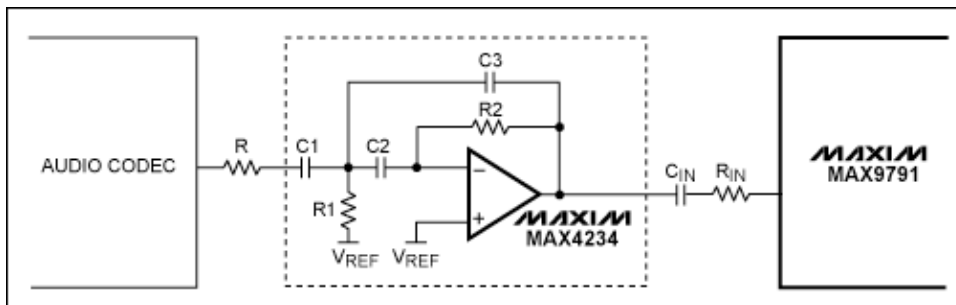 AUDIO CODEC
R
C1
C2
C3
R2
R1
VREF
VREF
−
+
MAXIM
MAX4234
CIN
RIN
MAXIM
MAX9791